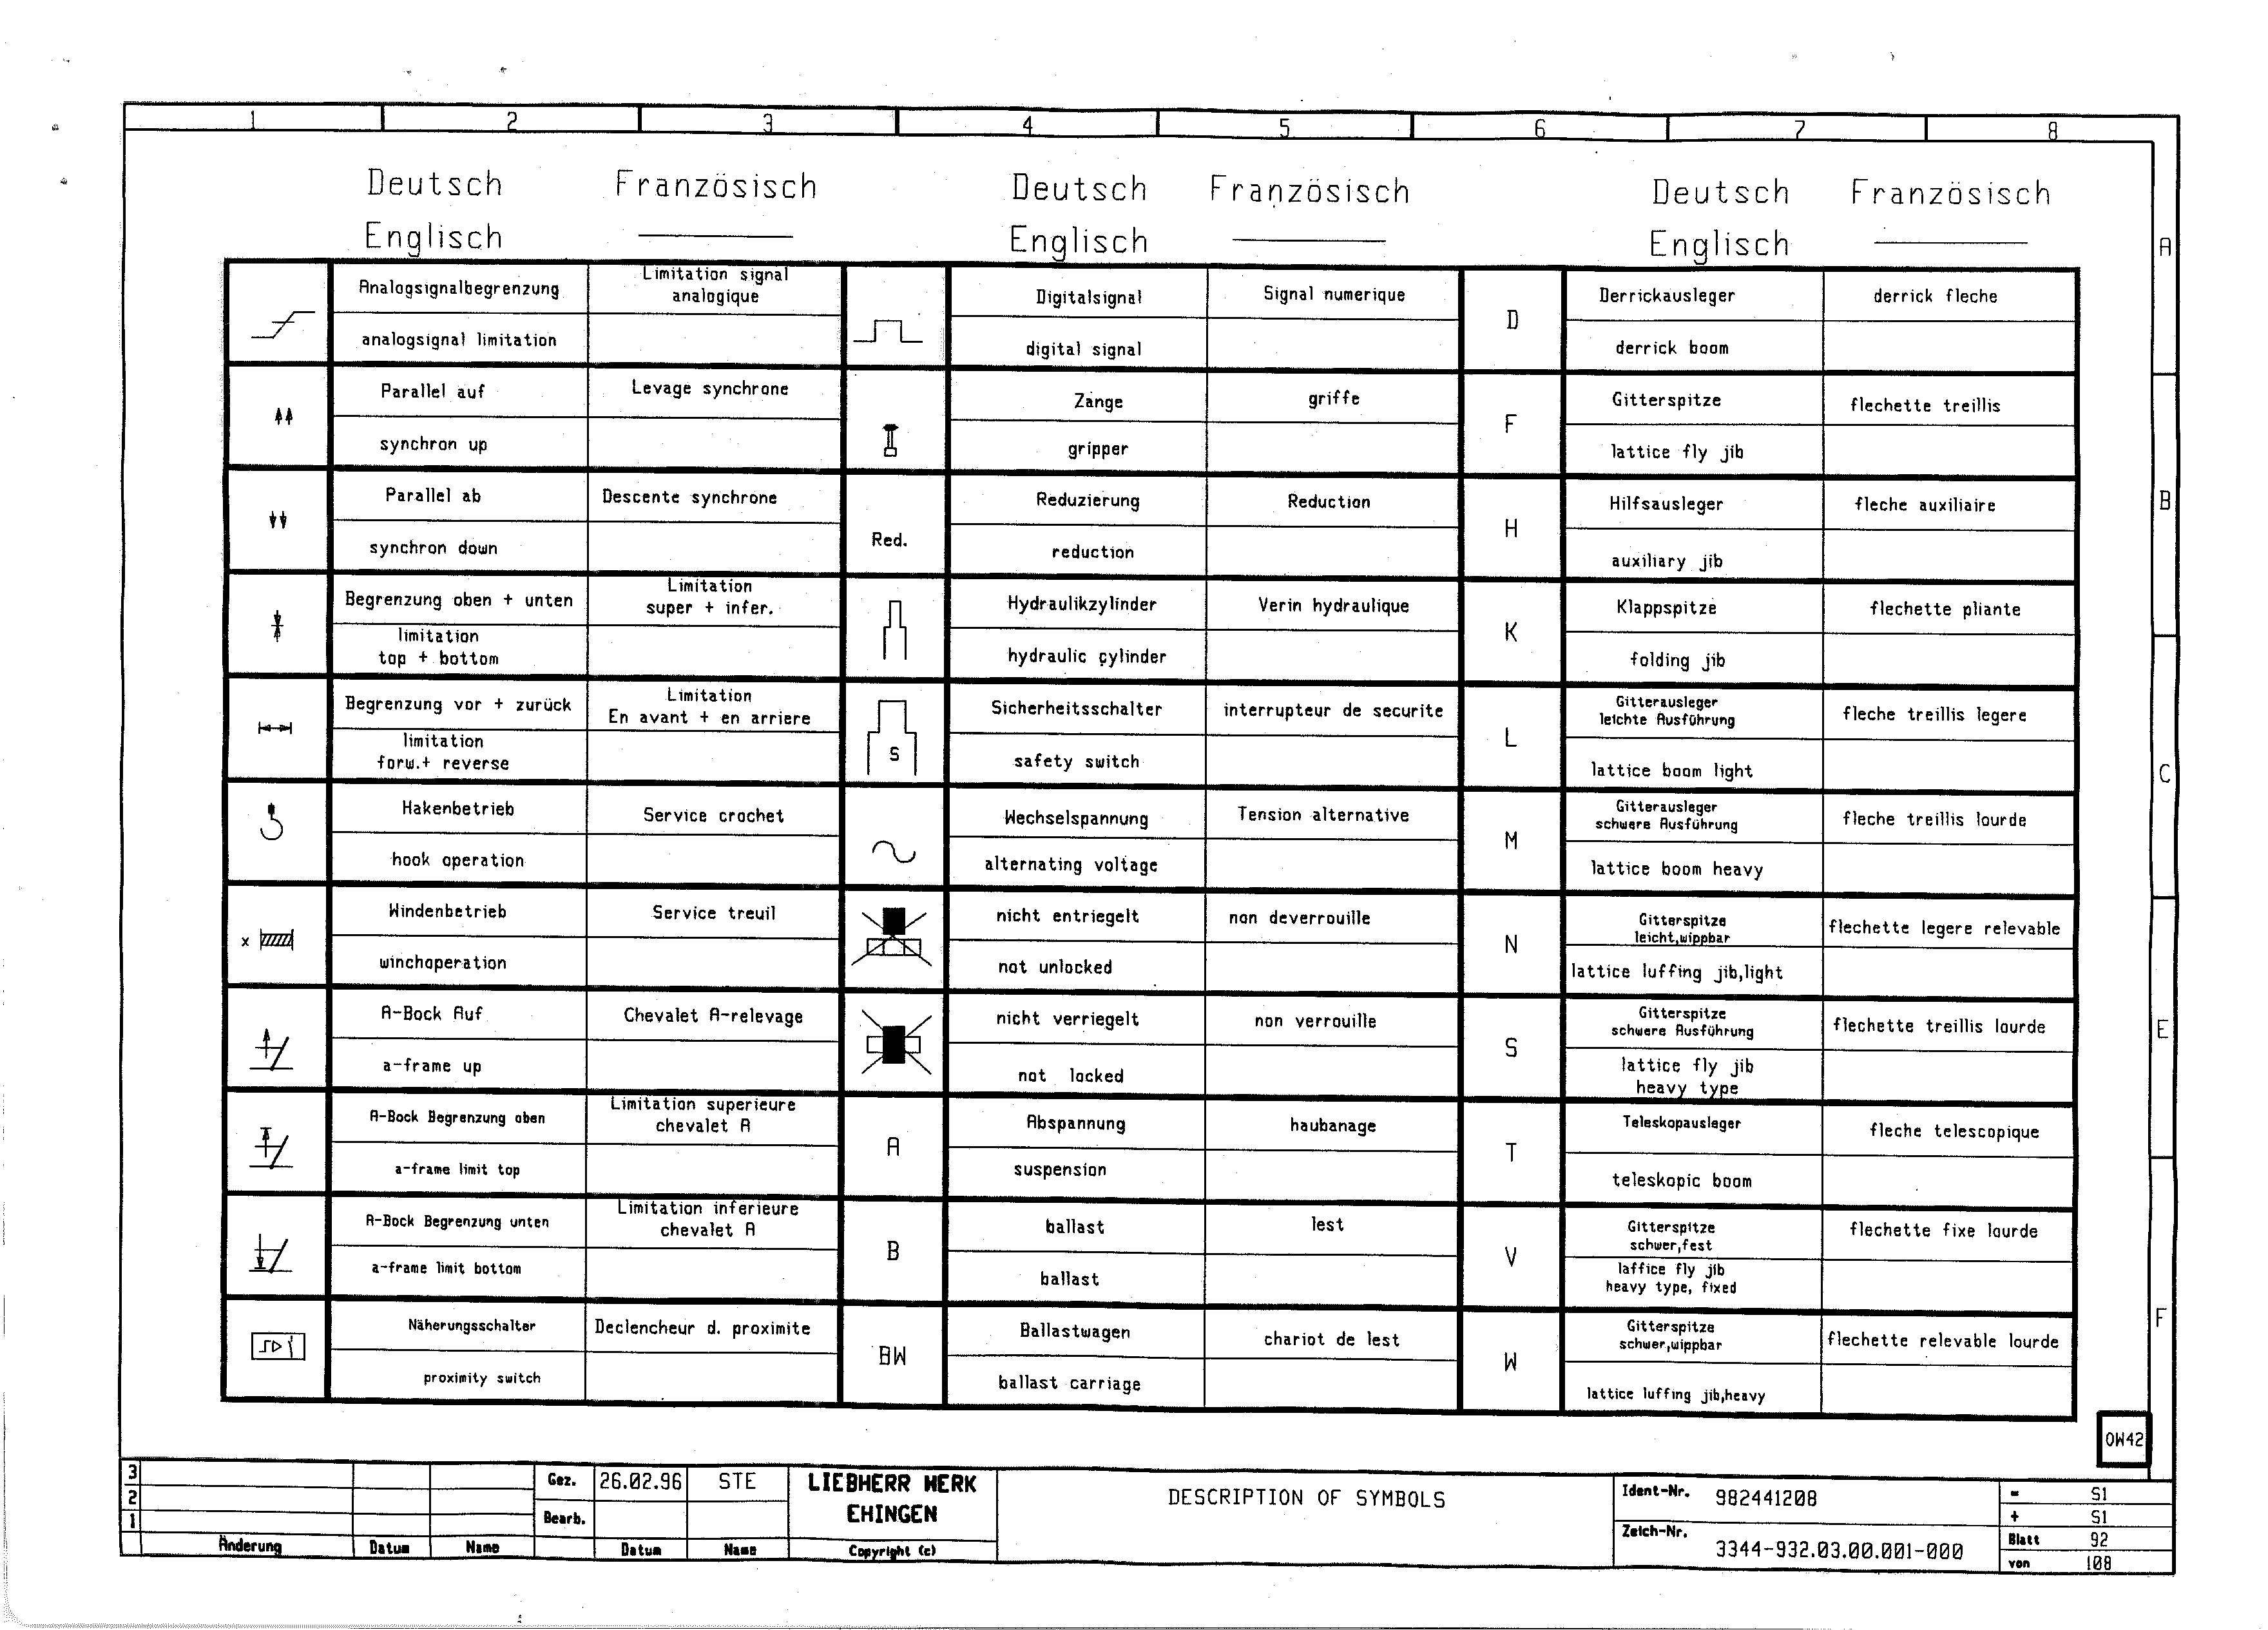 1 2 3 4 5 6 7 8
Deutsch Französisch Deutsch Französisch Deutsch Französisch
Englisch Englisch Englisch
A
B
C
E
F
Analogsignalbegrenzung
Limitation signal
analogique
analogsignal limitation
Parallel auf
Levage synchrone
synchron up
Parallel ab
Descente synchrone
synchron down
Begrenzung oben + unten
Limitation
super + infer.
limitation
top + bottom
Begrenzung vor + zurück
Limitation
En avant + en arriere
limitation
forw.+ reverse
Hakenbetrieb
Service crochet
hook operation
x
Windenbetrieb
Service treuil
winchoperation
A-Bock Auf
Chevalet A-relevage
a-frame up
A-Bock Begrenzung oben
Limitation superieure
chevalet A
a-frame limit top
A-Bock Begrenzung unten
Limitation inferieure
chevalet A
a-frame limit bottom
Näherungsschalter
Declencheur d. proximite
proximity switch
Digitalsignal
Signal numerique
digital signal
Zange
griffe
gripper
Red.
Reduzierung
Reduction
reduction
Hydraulikzylinder
Verin hydraulique
hydraulic cylinder
S
Sicherheitsschalter
interrupteur de securite
safety switch
Wechselspannung
Tension alternative
alternating voltage
nicht entriegelt
non deverrouille
not unlocked
nicht verriegelt
non verrouille
not locked
A
Abspannung
haubanage
suspension
B
ballast
lest
ballast
BW
Ballastwagen
chariot de lest
ballast carriage
D
Derrickausleger
derrick fleche
derrick boom
F
Gitterspitze
flechette treillis
lattice fly jib
H
Hilfsausleger
fleche auxiliaire
auxiliary jib
K
Klappspitze
flechette pliante
folding jib
L
Gitterausleger
leichte Ausführung
fleche treillis legere
lattice boom light
M
Gitterausleger
schwere Ausführung
fleche treillis lourde
lattice boom heavy
N
Gitterspitze
leicht,wippbar
flechette legere relevable
lattice luffing jib,light
S
Gitterspitze
schwere Ausführung
flechette treillis lourde
lattice fly jib
heavy type
T
Teleskopausleger
fleche telescopique
teleskopic boom
V
Gitterspitze
schwer,fest
flechette fixe lourde
laffice fly jib
heavy type, fixed
W
Gitterspitze
schwer,wippbar
flechette relevable lourde
lattice luffing jib,heavy
OW42
3
2
1
Änderung Datum Name
Gez. 26.02.96 STE
Bearb.
Datum Name
LIEBHERR WERK
EHINGEN
Copyright (c)
DESCRIPTION OF SYMBOLS
Ident-Nr. 982441208
Zeich-Nr. 3344-932.03.00.001-000
= S1
+ S1
Blatt 92
von 108